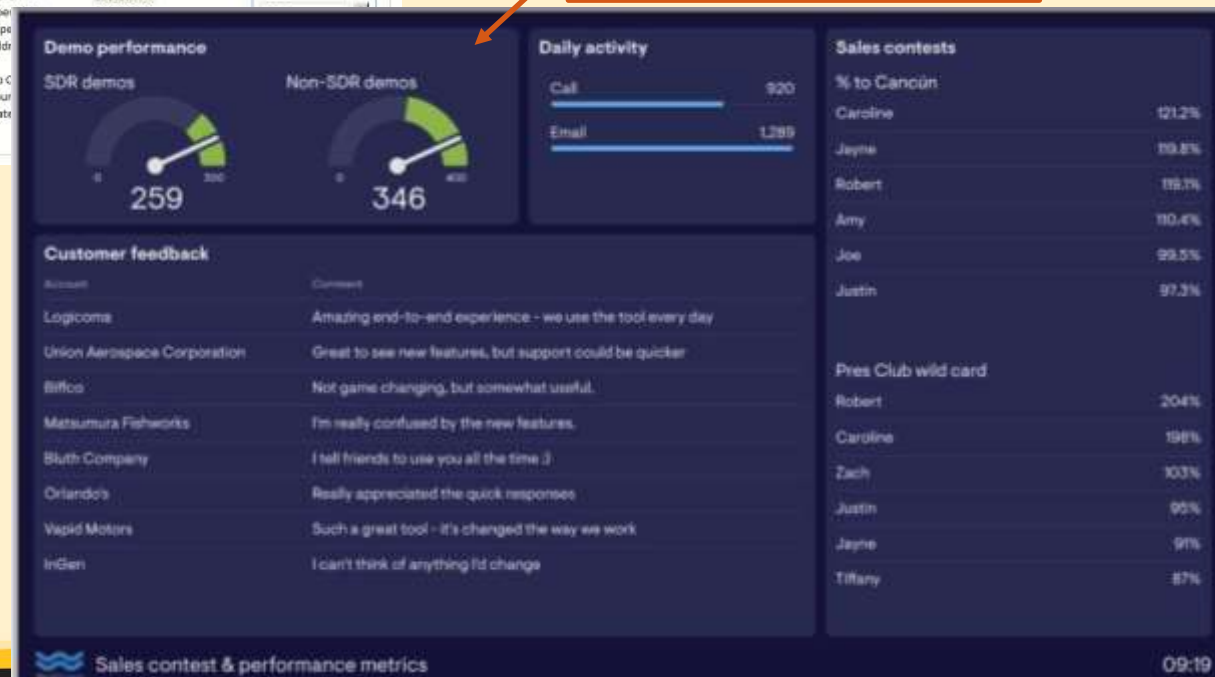 Demo performance
SDR demos
Non-SDR demos
0
300
259
0
400
346
Daily activity
Call 920
Email 1,289
Sales contests
% to Cancún
Caroline 121.2%
Jayne 119.8%
Robert 119.1%
Amy 110.4%
Joe 99.5%
Justin 97.3%
Pres Club wild card
Robert 204%
Caroline 198%
Zach 103%
Justin 95%
Jayne 91%
Tiffany 87%
Customer feedback
Account Comment
Logicoma Amazing end-to-end experience - we use the tool every day
Union Aerospace Corporation Great to see new features, but support could be quicker
Biffco Not game changing, but somewhat useful.
Matsumura Fishworks I'm really confused by the new features.
Bluth Company I tell friends to use you all the time :)
Orlando's Really appreciated the quick responses
Vapid Motors Such a great tool - it's changed the way we work
InGen I can't think of anything I'd change
Sales contest & performance metrics
09:19